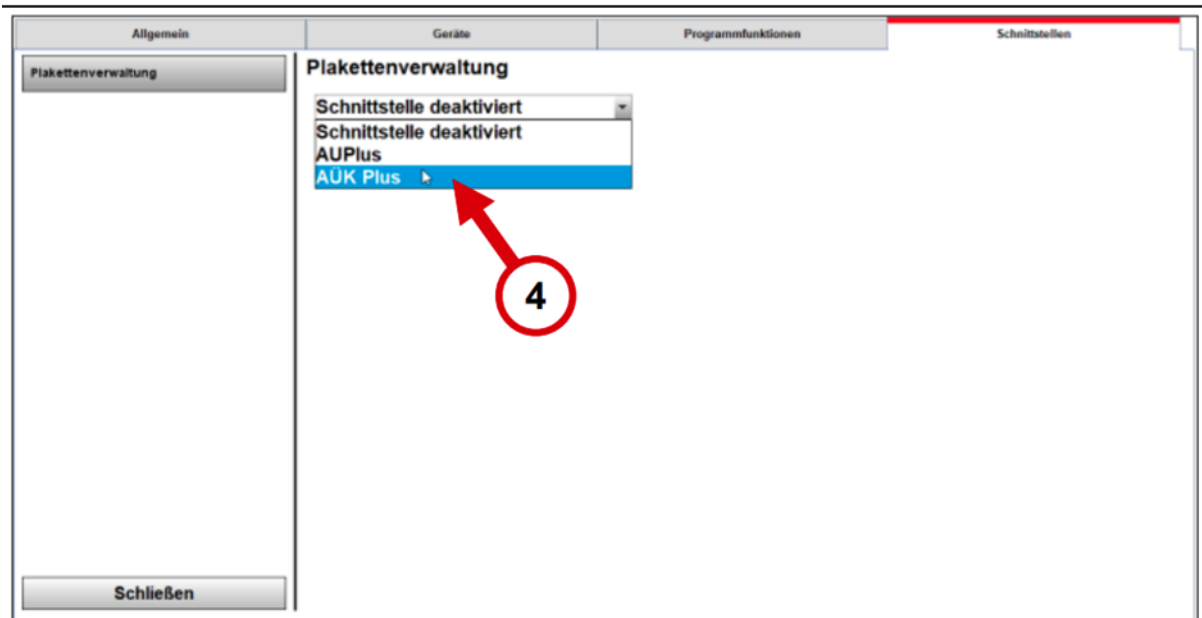 Allgemein
Geräte
Programmfunktionen
Schnittstellen
Plakettenverwaltung
Plakettenverwaltung
Schnittstelle deaktiviert
Schnittstelle deaktiviert
AUPlus
AÜK Plus
4
Schließen